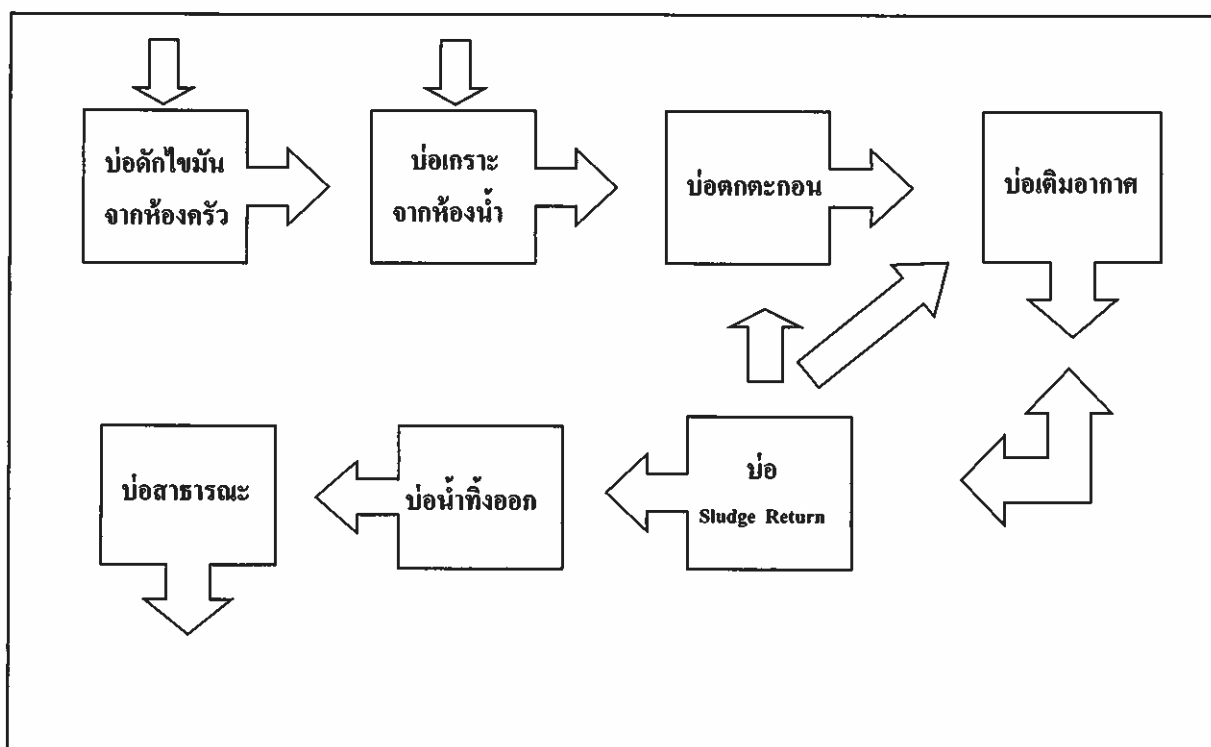 บ่อดักไขมัน
จากห้องครัว
บ่อเกราะ
จากห้องน้ำ
บ่อตกตะกอน
บ่อเติมอากาศ
บ่อสาธารณะ
บ่อน้ำทิ้งออก
บ่อ
Sludge Return